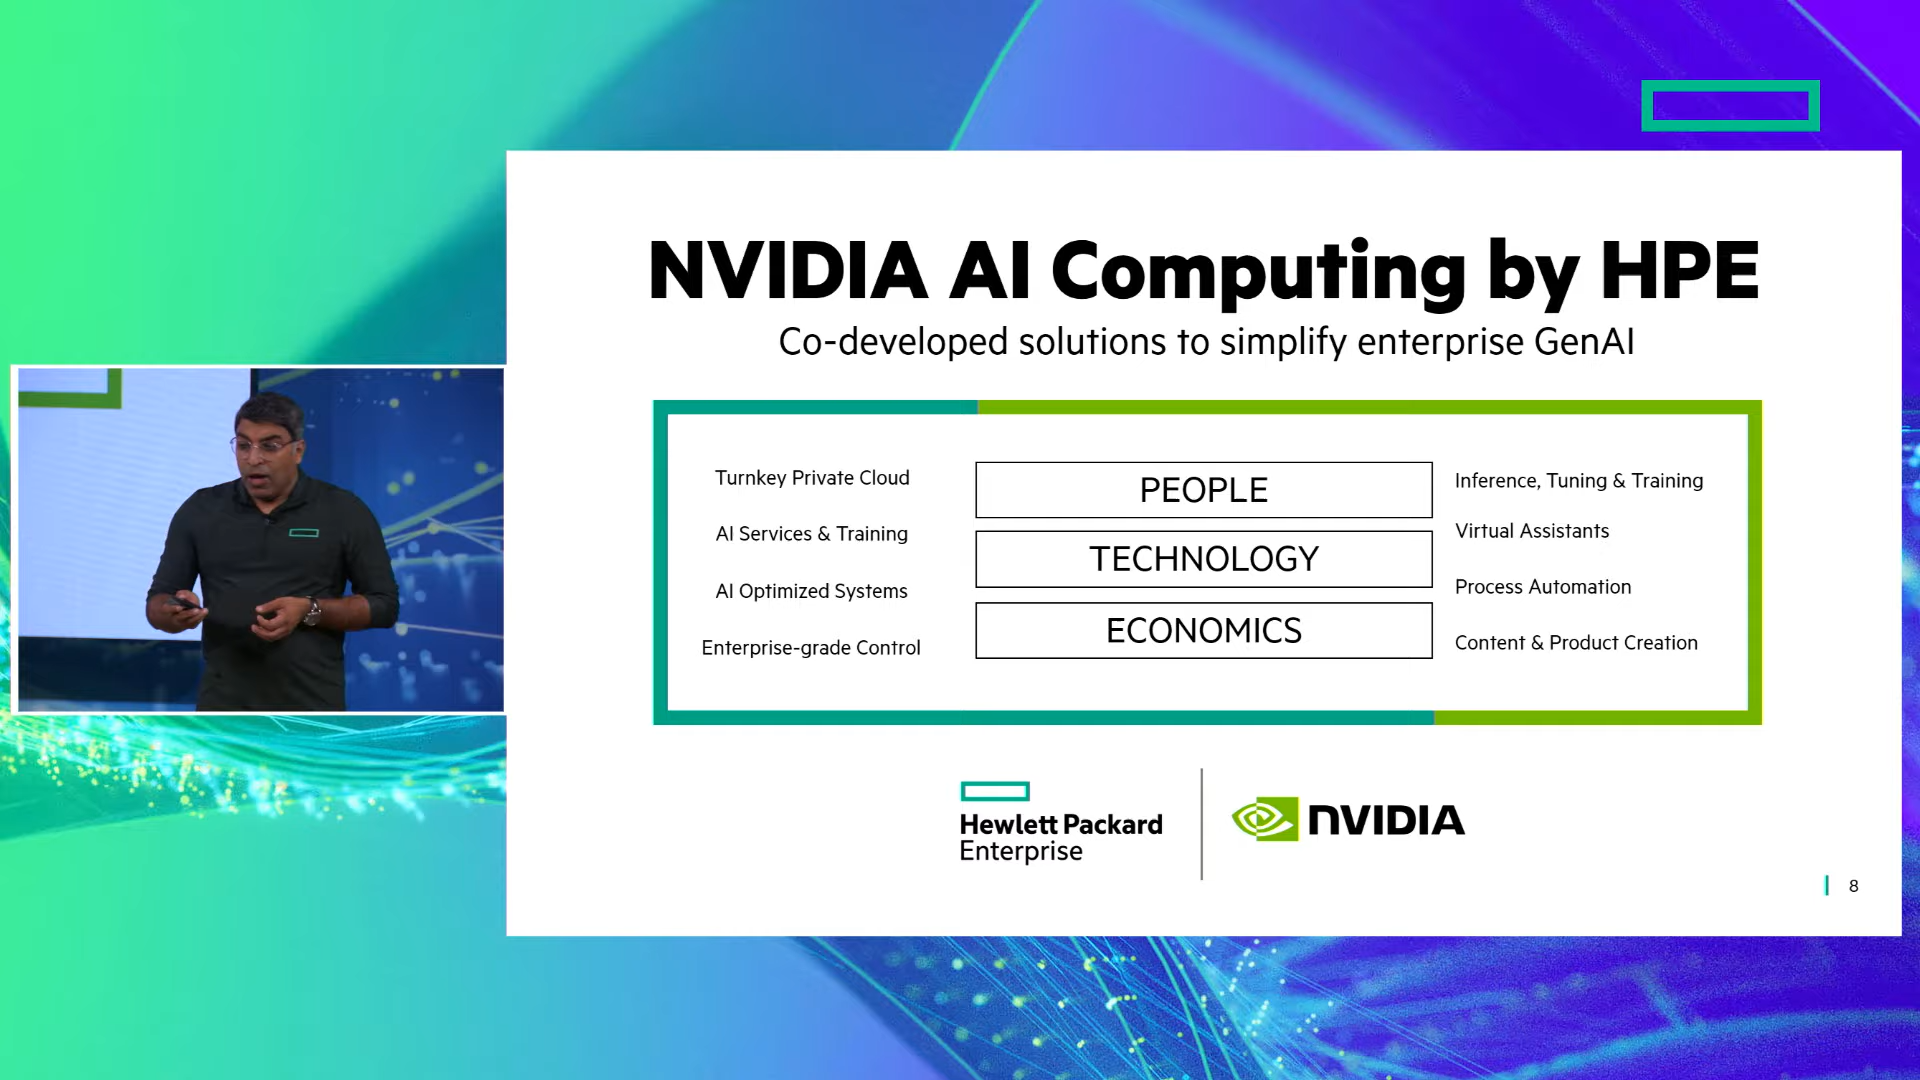 NVIDIA AI Computing by HPE
Co-developed solutions to simplify enterprise GenAI
Turnkey Private Cloud
AI Services & Training
AI Optimized Systems
Enterprise-grade Control
PEOPLE
TECHNOLOGY
ECONOMICS
Inference, Tuning & Training
Virtual Assistants
Process Automation
Content & Product Creation
Hewlett Packard
Enterprise
NVIDIA
8